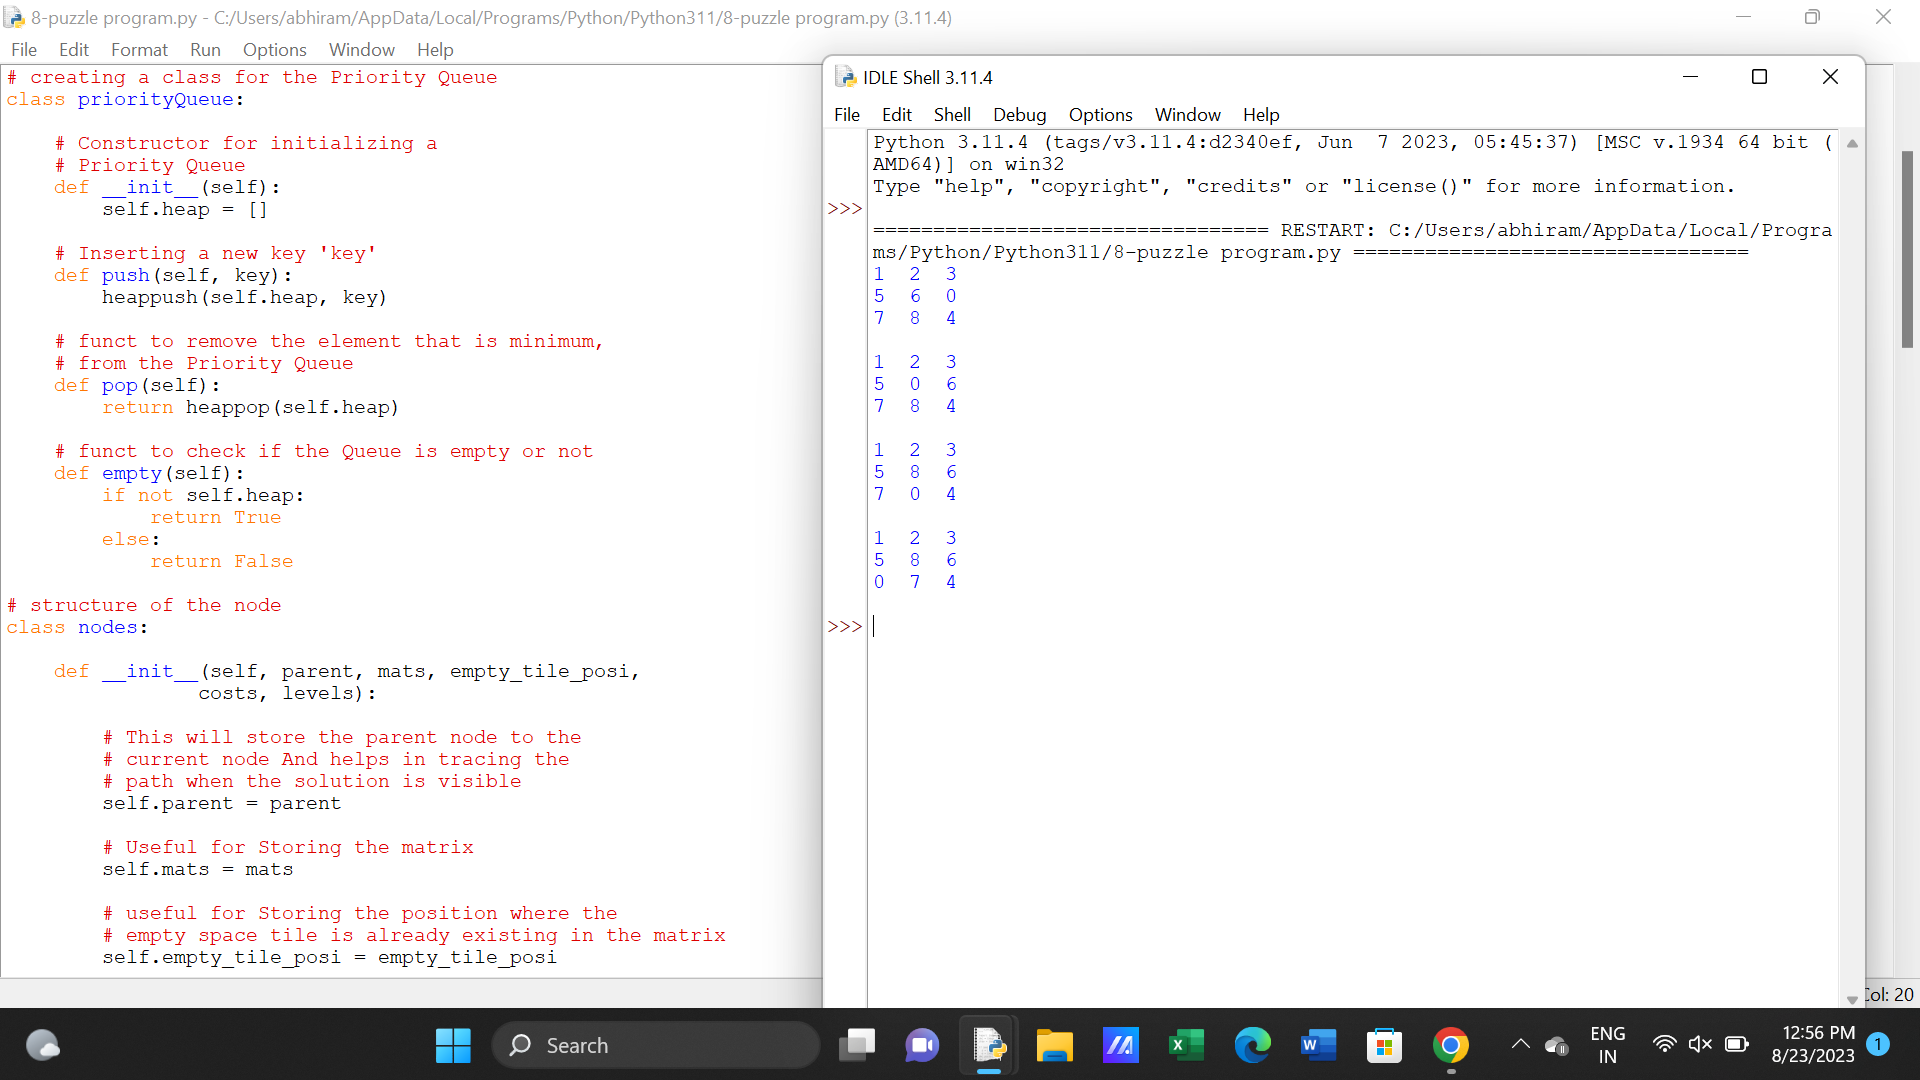 8-puzzle program.py - C:/Users/abhiram/AppData/Local/Programs/Python/Python311/8-puzzle program.py (3.11.4)
File Edit Format Run Options Window Help
# creating a class for the Priority Queue
class priorityQueue:
# Constructor for initializing a
# Priority Queue
def __init__(self):
self.heap = []
# Inserting a new key 'key'
def push(self, key):
heappush(self.heap, key)
# funct to remove the element that is minimum,
# from the Priority Queue
def pop(self):
return heappop(self.heap)
# funct to check if the Queue is empty or not
def empty(self):
if not self.heap:
return True
else:
return False
# structure of the node
class nodes:
def __init__(self, parent, mats, empty_tile_posi,
costs, levels):
# This will store the parent node to the
# current node And helps in tracing the
# path when the solution is visible
self.parent = parent
# Useful for Storing the matrix
self.mats = mats
# useful for Storing the position where the
# empty space tile is already existing in the matrix
self.empty_tile_posi = empty_tile_posi
IDLE Shell 3.11.4
File Edit Shell Debug Options Window Help
Python 3.11.4 (tags/v3.11.4:d2340ef, Jun  7 2023, 05:45:37) [MSC v.1934 64 bit (
AMD64)] on win32
Type "help", "copyright", "credits" or "license()" for more information.
>>>
================================= RESTART: C:/Users/abhiram/AppData/Local/Progra
ms/Python/Python311/8-puzzle program.py =================================
1 2 3
5 6 0
7 8 4
1 2 3
5 0 6
7 8 4
1 2 3
5 8 6
7 0 4
1 2 3
5 8 6
0 7 4
>>>
Col: 20
Search
ENG
IN
12:56 PM
8/23/2023
1